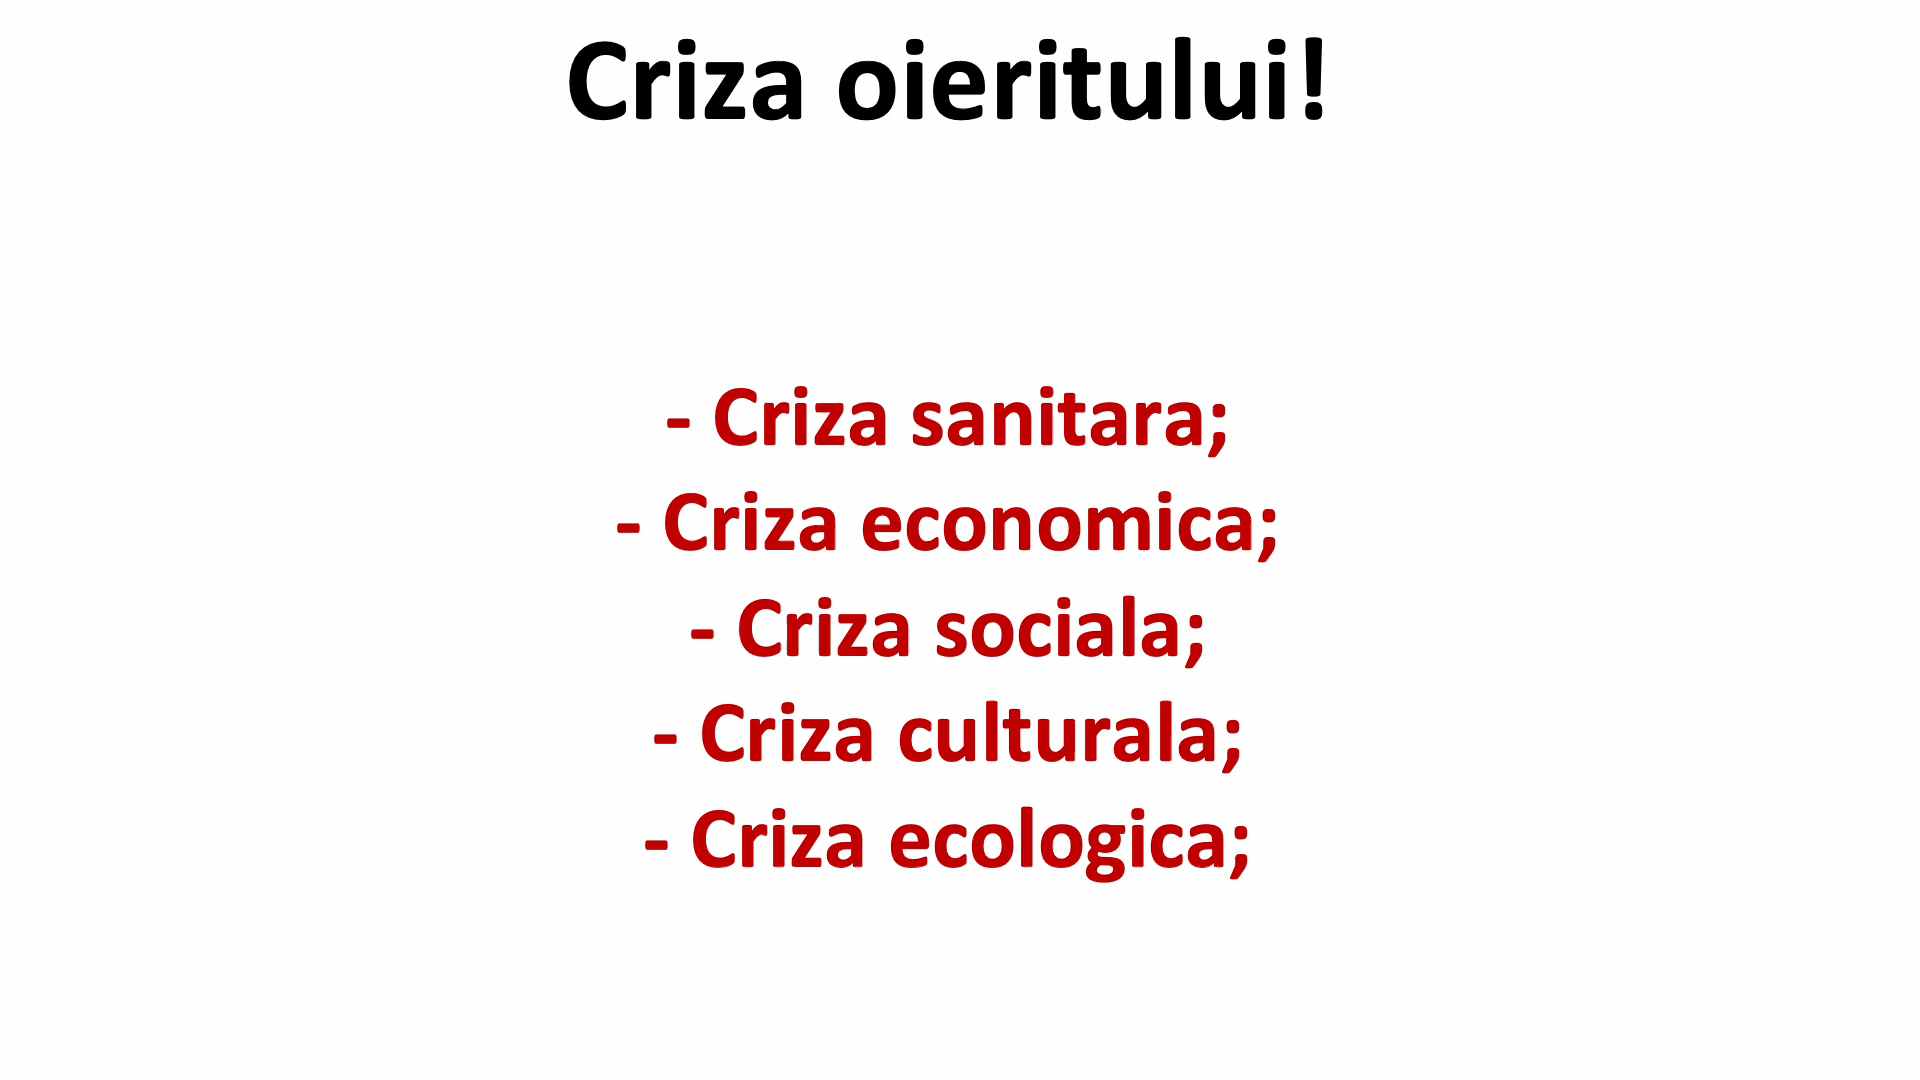 Criza oieritului!
- Criza sanitara;
- Criza economica;
- Criza sociala;
- Criza culturala;
- Criza ecologica;